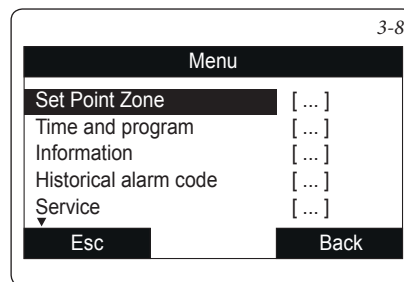 3-8
Menu
Set Point Zone [ ... ]
Time and program [ ... ]
Information [ ... ]
Historical alarm code [ ... ]
Service [ ... ]
Esc Back